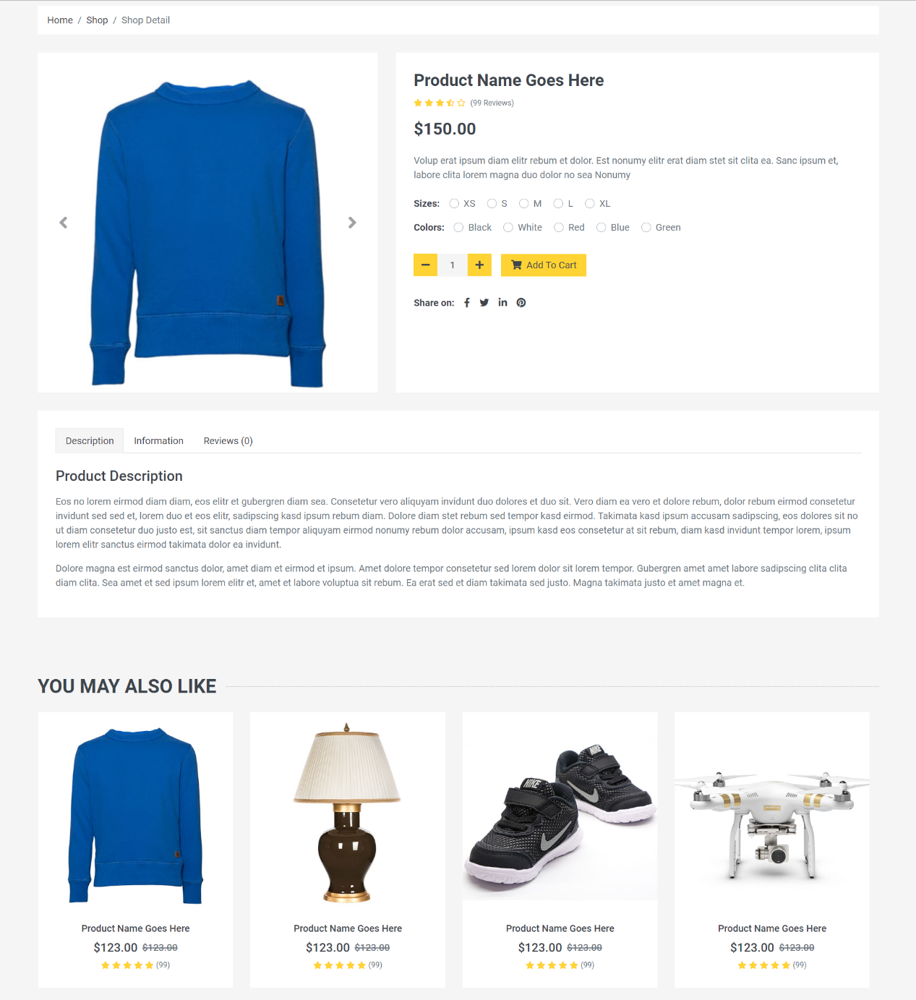 Home / Shop / Shop Detail
Product Name Goes Here
(99 Reviews)
$150.00
Volup erat ipsum diam elitr rebum et dolor. Est nonumy elitr erat diam stet sit clita ea. Sanc ipsum et,
labore clita lorem magna duo dolor no sea Nonumy
Sizes: XS S M L XL
Colors: Black White Red Blue Green
1 Add To Cart
Share on:
Description Information Reviews (0)
Product Description
Eos no lorem eirmod diam diam, eos elitr et gubergren diam sea. Consetetur vero aliquyam invidunt duo dolores et duo sit. Vero diam ea vero et dolore rebum, dolor rebum eirmod consetetur
invidunt sed sed et, lorem duo et eos elitr, sadipscing kasd ipsum rebum diam. Dolore diam stet rebum sed tempor kasd eirmod. Takimata kasd ipsum accusam sadipscing, eos dolores sit no
ut diam consetetur duo justo est, sit sanctus diam tempor aliquyam eirmod nonumy rebum dolor accusam, ipsum kasd eos consetetur at sit rebum, diam kasd invidunt tempor lorem, ipsum
lorem elitr sanctus eirmod takimata dolor ea invidunt.
Dolore magna est eirmod sanctus dolor, amet diam et eirmod et ipsum. Amet dolore tempor consetetur sed lorem dolor sit lorem tempor. Gubergren amet amet labore sadipscing clita clita
diam clita. Sea amet et sed ipsum lorem elitr et, amet et labore voluptua sit rebum. Ea erat sed et diam takimata sed justo. Magna takimata justo et amet magna et.
YOU MAY ALSO LIKE
NIKE
NIKE
Product Name Goes Here Product Name Goes Here Product Name Goes Here Product Name Goes Here
$123.00 $123.00 $123.00 $123.00 $123.00 $123.00 $123.00 $123.00
(99) (99) (99) (99)